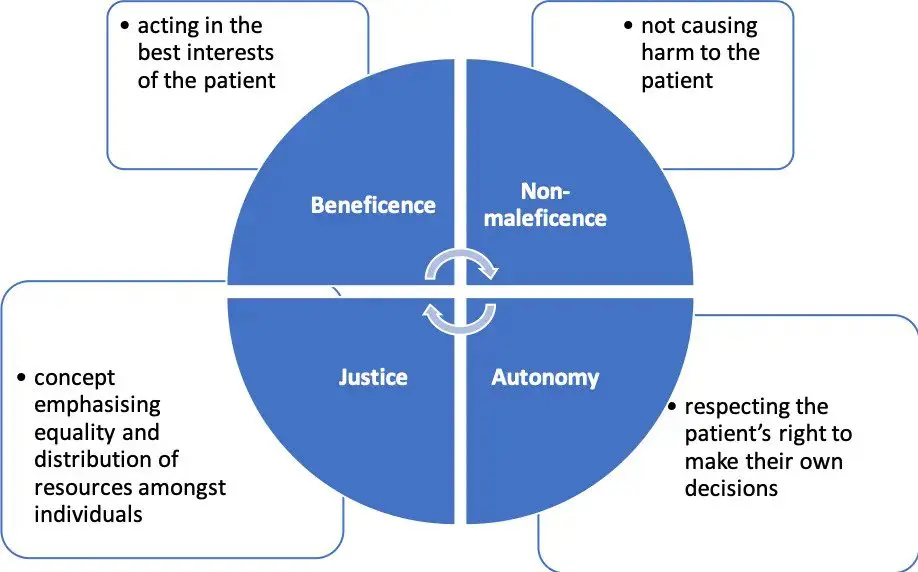 • acting in the
best interests
of the patient
• not causing
harm to the
patient
Beneficence
Non-
maleficence
Justice
Autonomy
• concept
emphasising
equality and
distribution of
resources amongst
individuals
• respecting the
patient’s right to
make their own
decisions